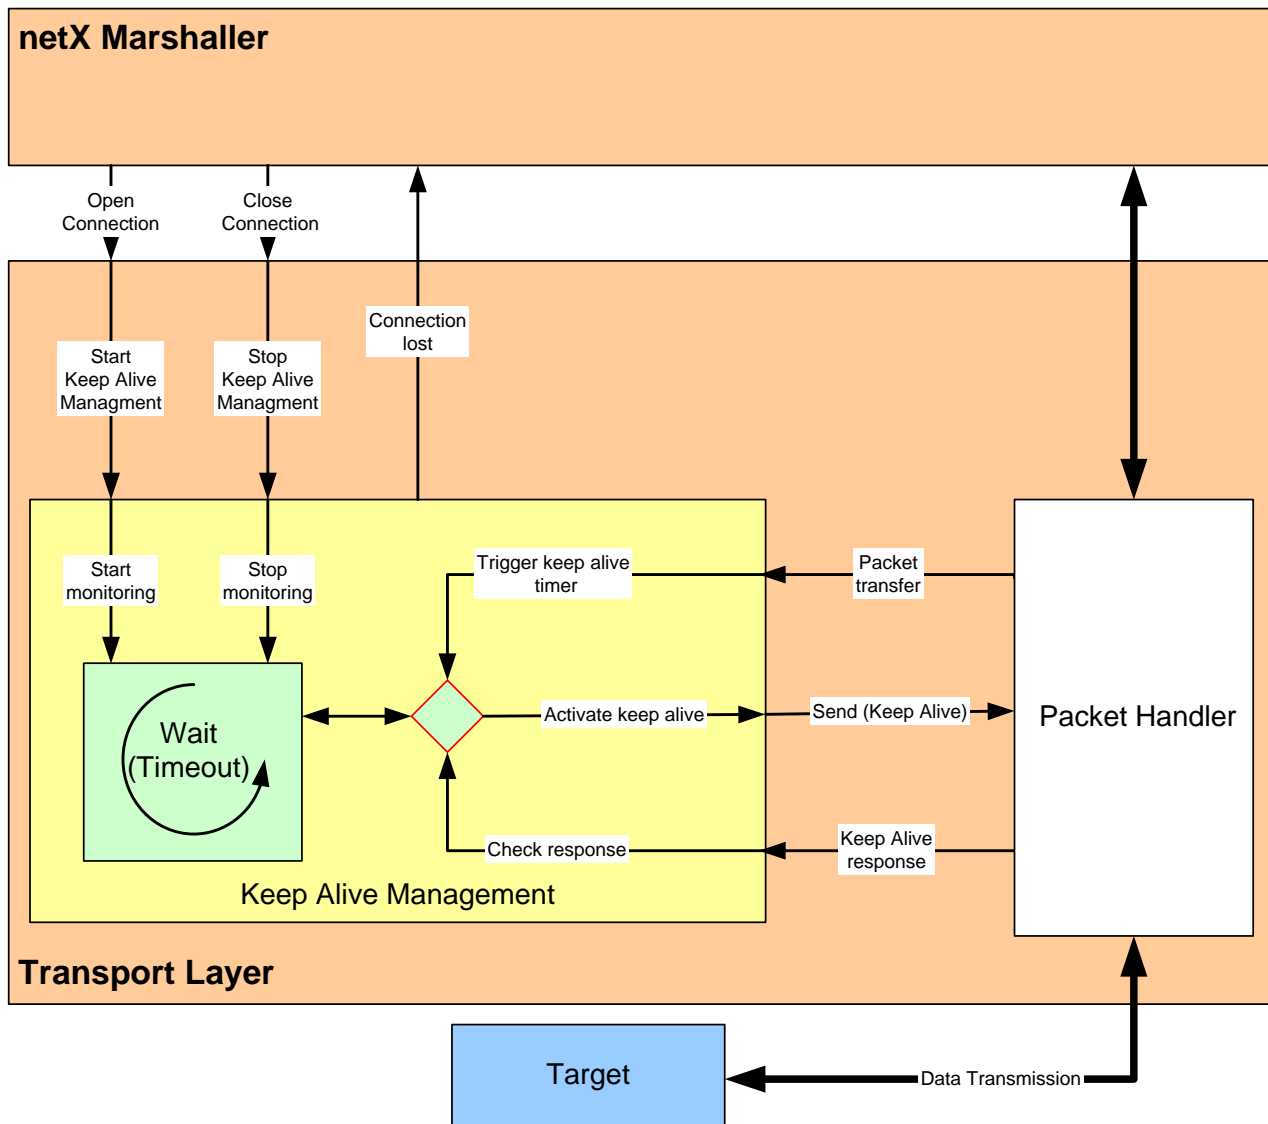 netX Marshaller
Open
Connection
Close
Connection
Connection
lost
Start
Keep Alive
Managment
Stop
Keep Alive
Managment
Start
monitoring
Stop
monitoring
Trigger keep alive
timer
Packet
transfer
Wait
(Timeout)
Activate keep alive
Send (Keep Alive)
Packet Handler
Check response
Keep Alive
response
Keep Alive Management
Transport Layer
Target
Data Transmission